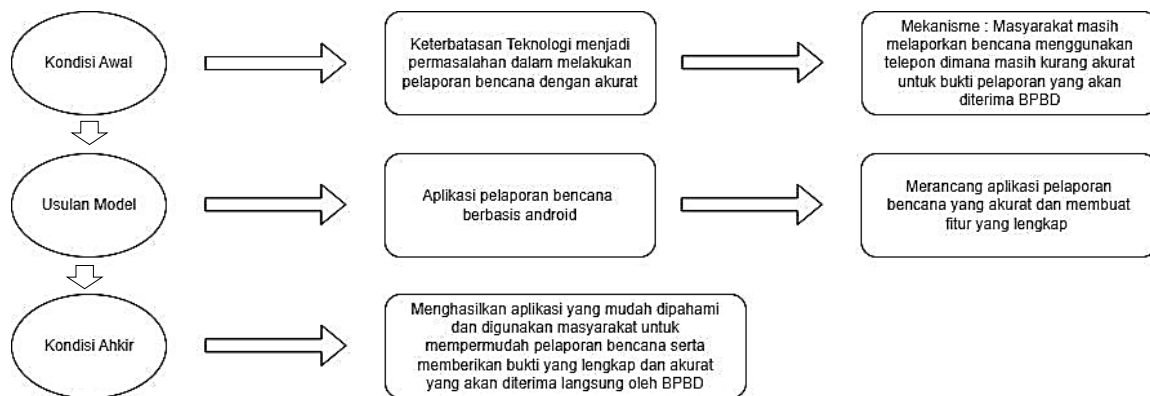 Kondisi Awal
Keterbatasan Teknologi menjadi
permasalahan dalam melakukan
pelaporan bencana dengan akurat
Mekanisme : Masyarakat masih
melaporkan bencana menggunakan
telepon dimana masih kurang akurat
untuk bukti pelaporan yang akan
diterima BPBD
Usulan Model
Aplikasi pelaporan bencana
berbasis android
Merancang aplikasi pelaporan
bencana yang akurat dan membuat
fitur yang lengkap
Kondisi Ahkir
Menghasilkan aplikasi yang mudah dipahami
dan digunakan masyarakat untuk
mempermudah pelaporan bencana serta
memberikan bukti yang lengkap dan akurat
yang akan diterima langsung oleh BPBD